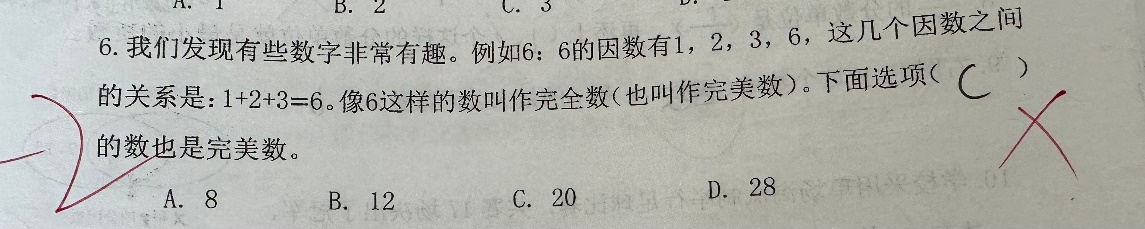 A. 1 B. 2 C. 3
6. 我们发现有些数字非常有趣。例如6：6的因数有1，2，3，6，这几个因数之间
的关系是：1+2+3=6。像6这样的数叫作完全数(也叫作完美数)。下面选项( C )
的数也是完美数。
A. 8 B. 12 C. 20 D. 28